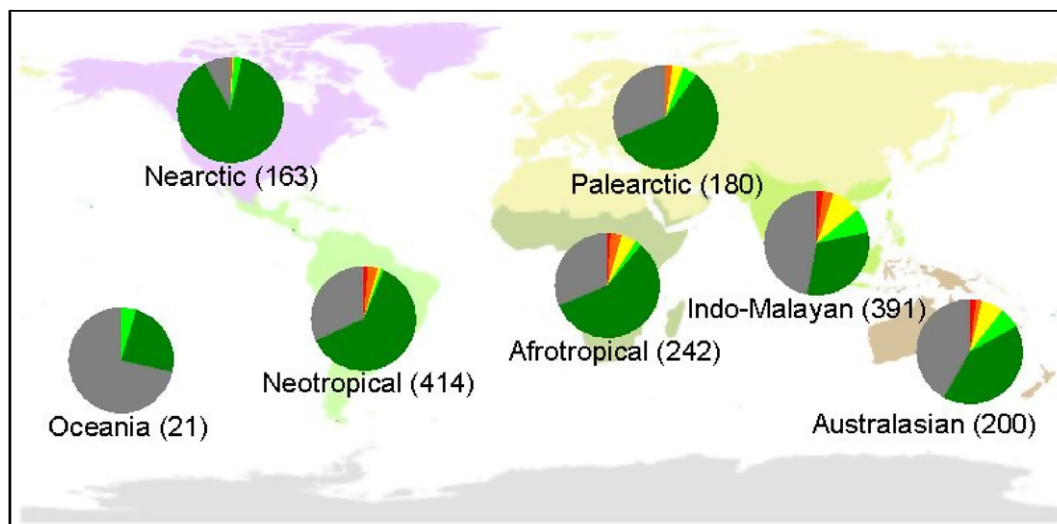 Nearctic (163)
Palearctic (180)
Indo-Malayan (391)
Afrotropical (242)
Neotropical (414)
Oceania (21)
Australasian (200)